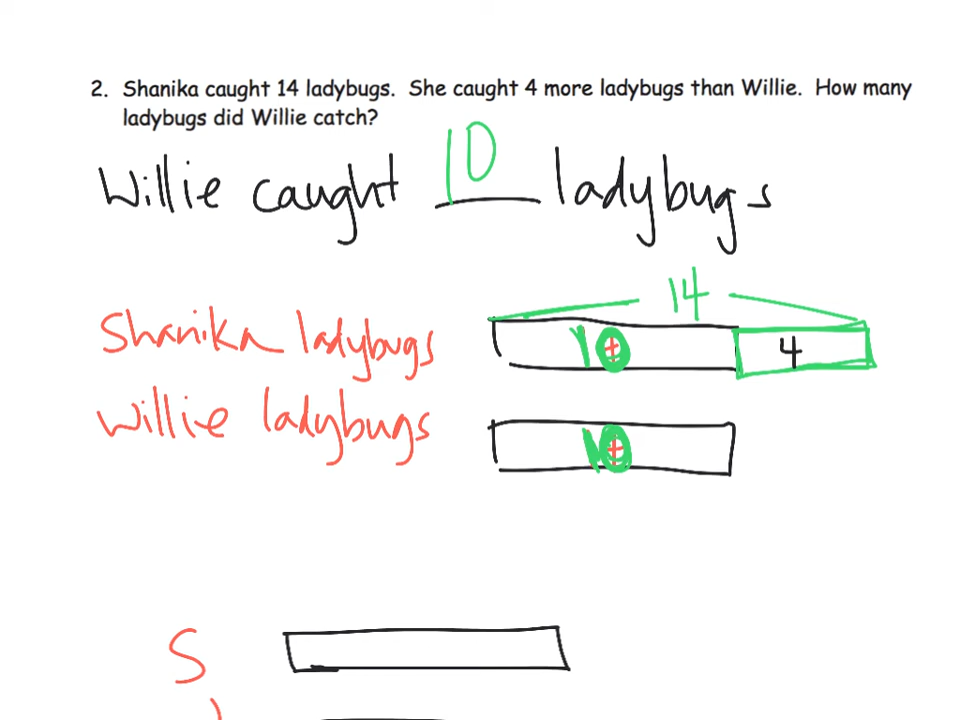 2. Shanika caught 14 ladybugs. She caught 4 more ladybugs than Willie. How many
ladybugs did Willie catch?
Willie caught 10 ladybugs
14
Shanika ladybugs 10 4
Willie ladybugs 10
S